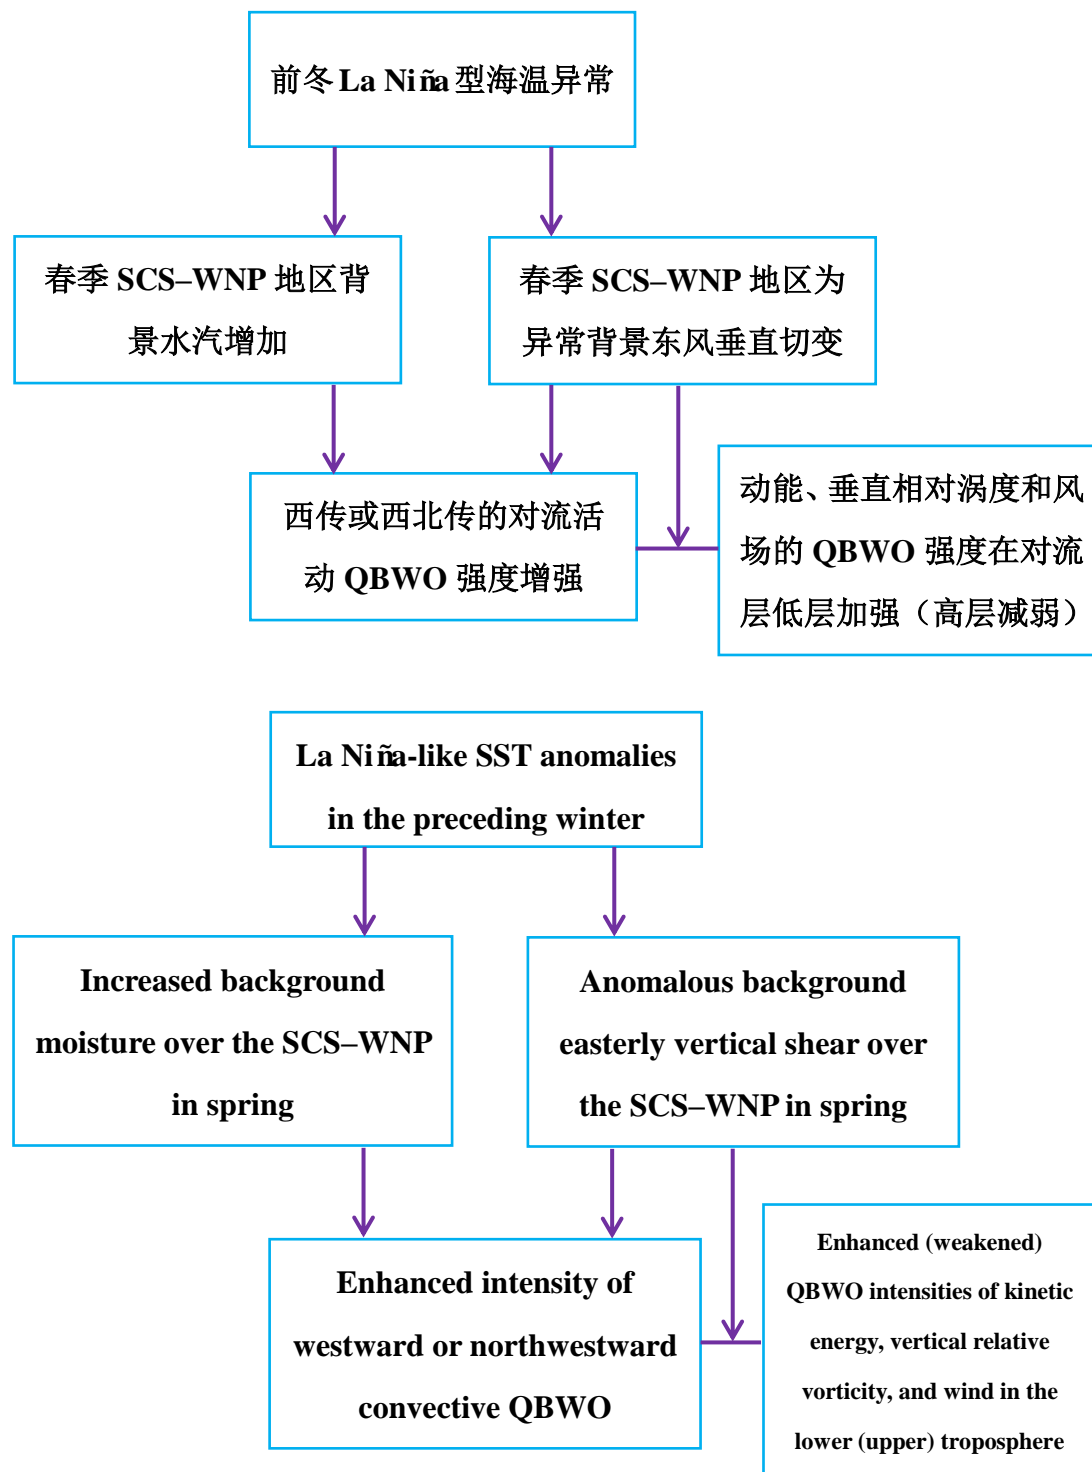 前冬 La Niña 型海温异常
春季 SCS–WNP 地区背
景水汽增加
春季 SCS–WNP 地区为
异常背景东风垂直切变
西传或西北传的对流活
动 QBWO 强度增强
动能、垂直相对涡度和风
场的 QBWO 强度在对流
层低层加强（高层减弱）
La Niña-like SST anomalies
in the preceding winter
Increased background
moisture over the SCS–WNP
in spring
Anomalous background
easterly vertical shear over
the SCS–WNP in spring
Enhanced intensity of
westward or northwestward
convective QBWO
Enhanced (weakened)
QBWO intensities of kinetic
energy, vertical relative
vorticity, and wind in the
lower (upper) troposphere